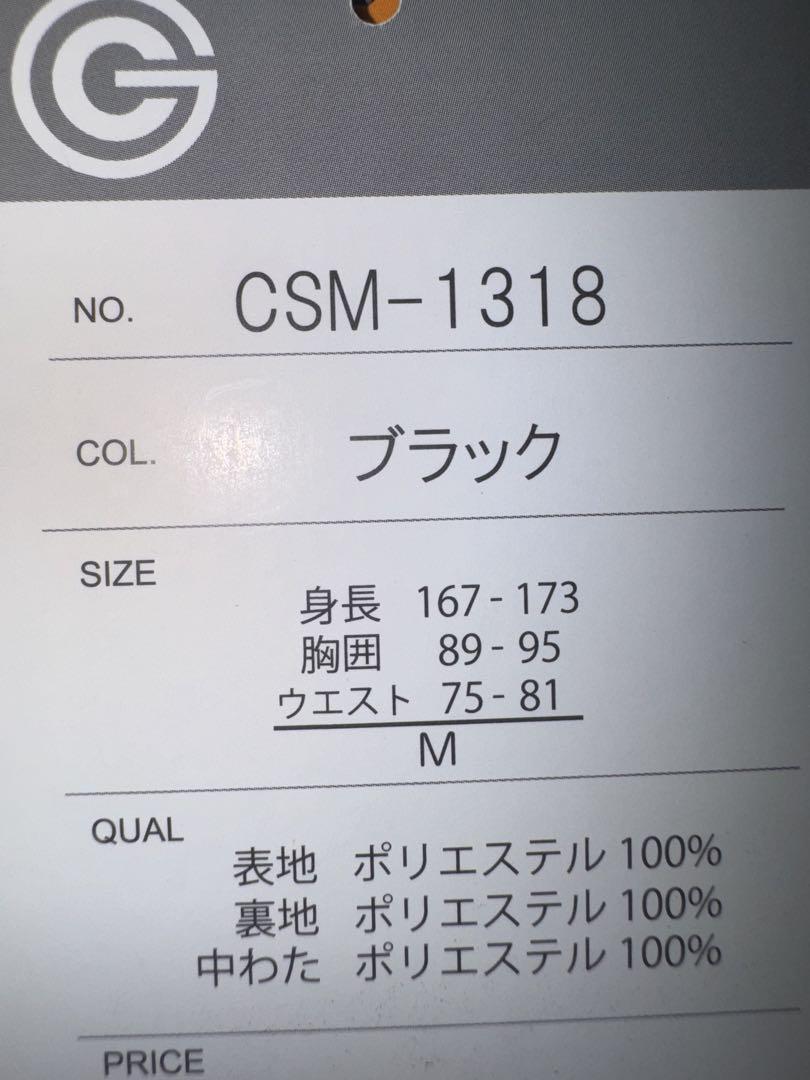 NO. CSM-1318
COL. ブラック
SIZE
身長 167-173
胸囲 89-95
ウエスト 75-81
M
QUAL
表地 ポリエステル 100%
裏地 ポリエステル 100%
中わた ポリエステル 100%
PRICE